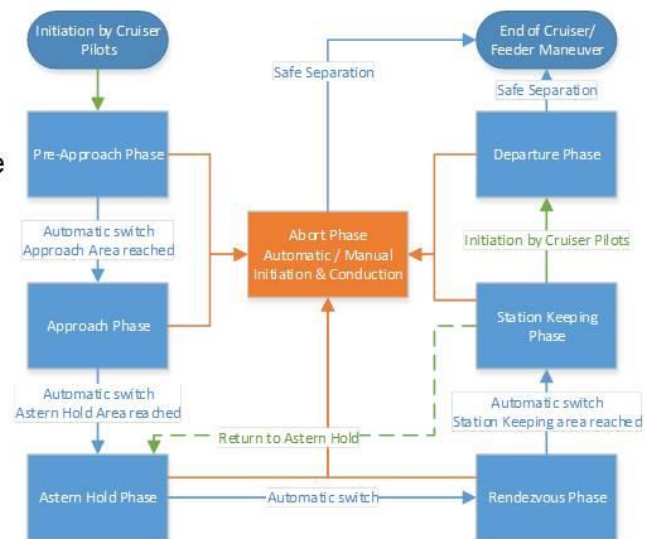 Initiation by Cruiser
Pilots
End of Cruiser/
Feeder Maneuver
Safe Separation
Safe Separation
e
Pre-Approach Phase
Departure Phase
Automatic switch
Approach Area reached
Abort Phase
Automatic / Manual
Initiation & Conduction
Initiation by Cruiser Pilots
Approach Phase
Station Keeping
Phase
Automatic switch
Astern Hold Area reached
Automatic switch
Station Keeping area reached
Return to Astern Hold
Astern Hold Phase
Automatic switch
Rendezvous Phase